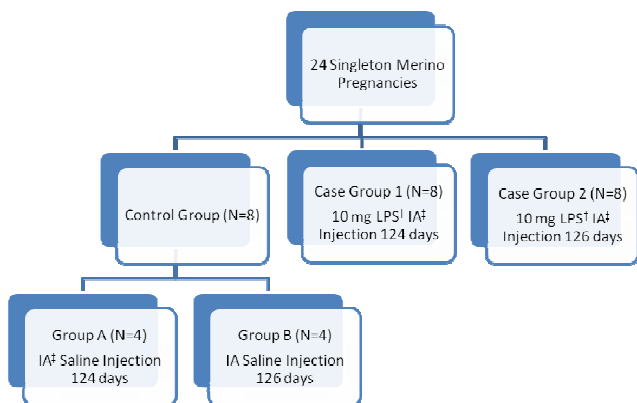 24 Singleton Merino
Pregnancies
Control Group (N=8)
Case Group 1 (N=8)
10 mg LPS† IA‡
Injection 124 days
Case Group 2 (N=8)
10 mg LPS† IA‡
Injection 126 days
Group A (N=4)
IA‡ Saline Injection
124 days
Group B (N=4)
IA Saline Injection
126 days